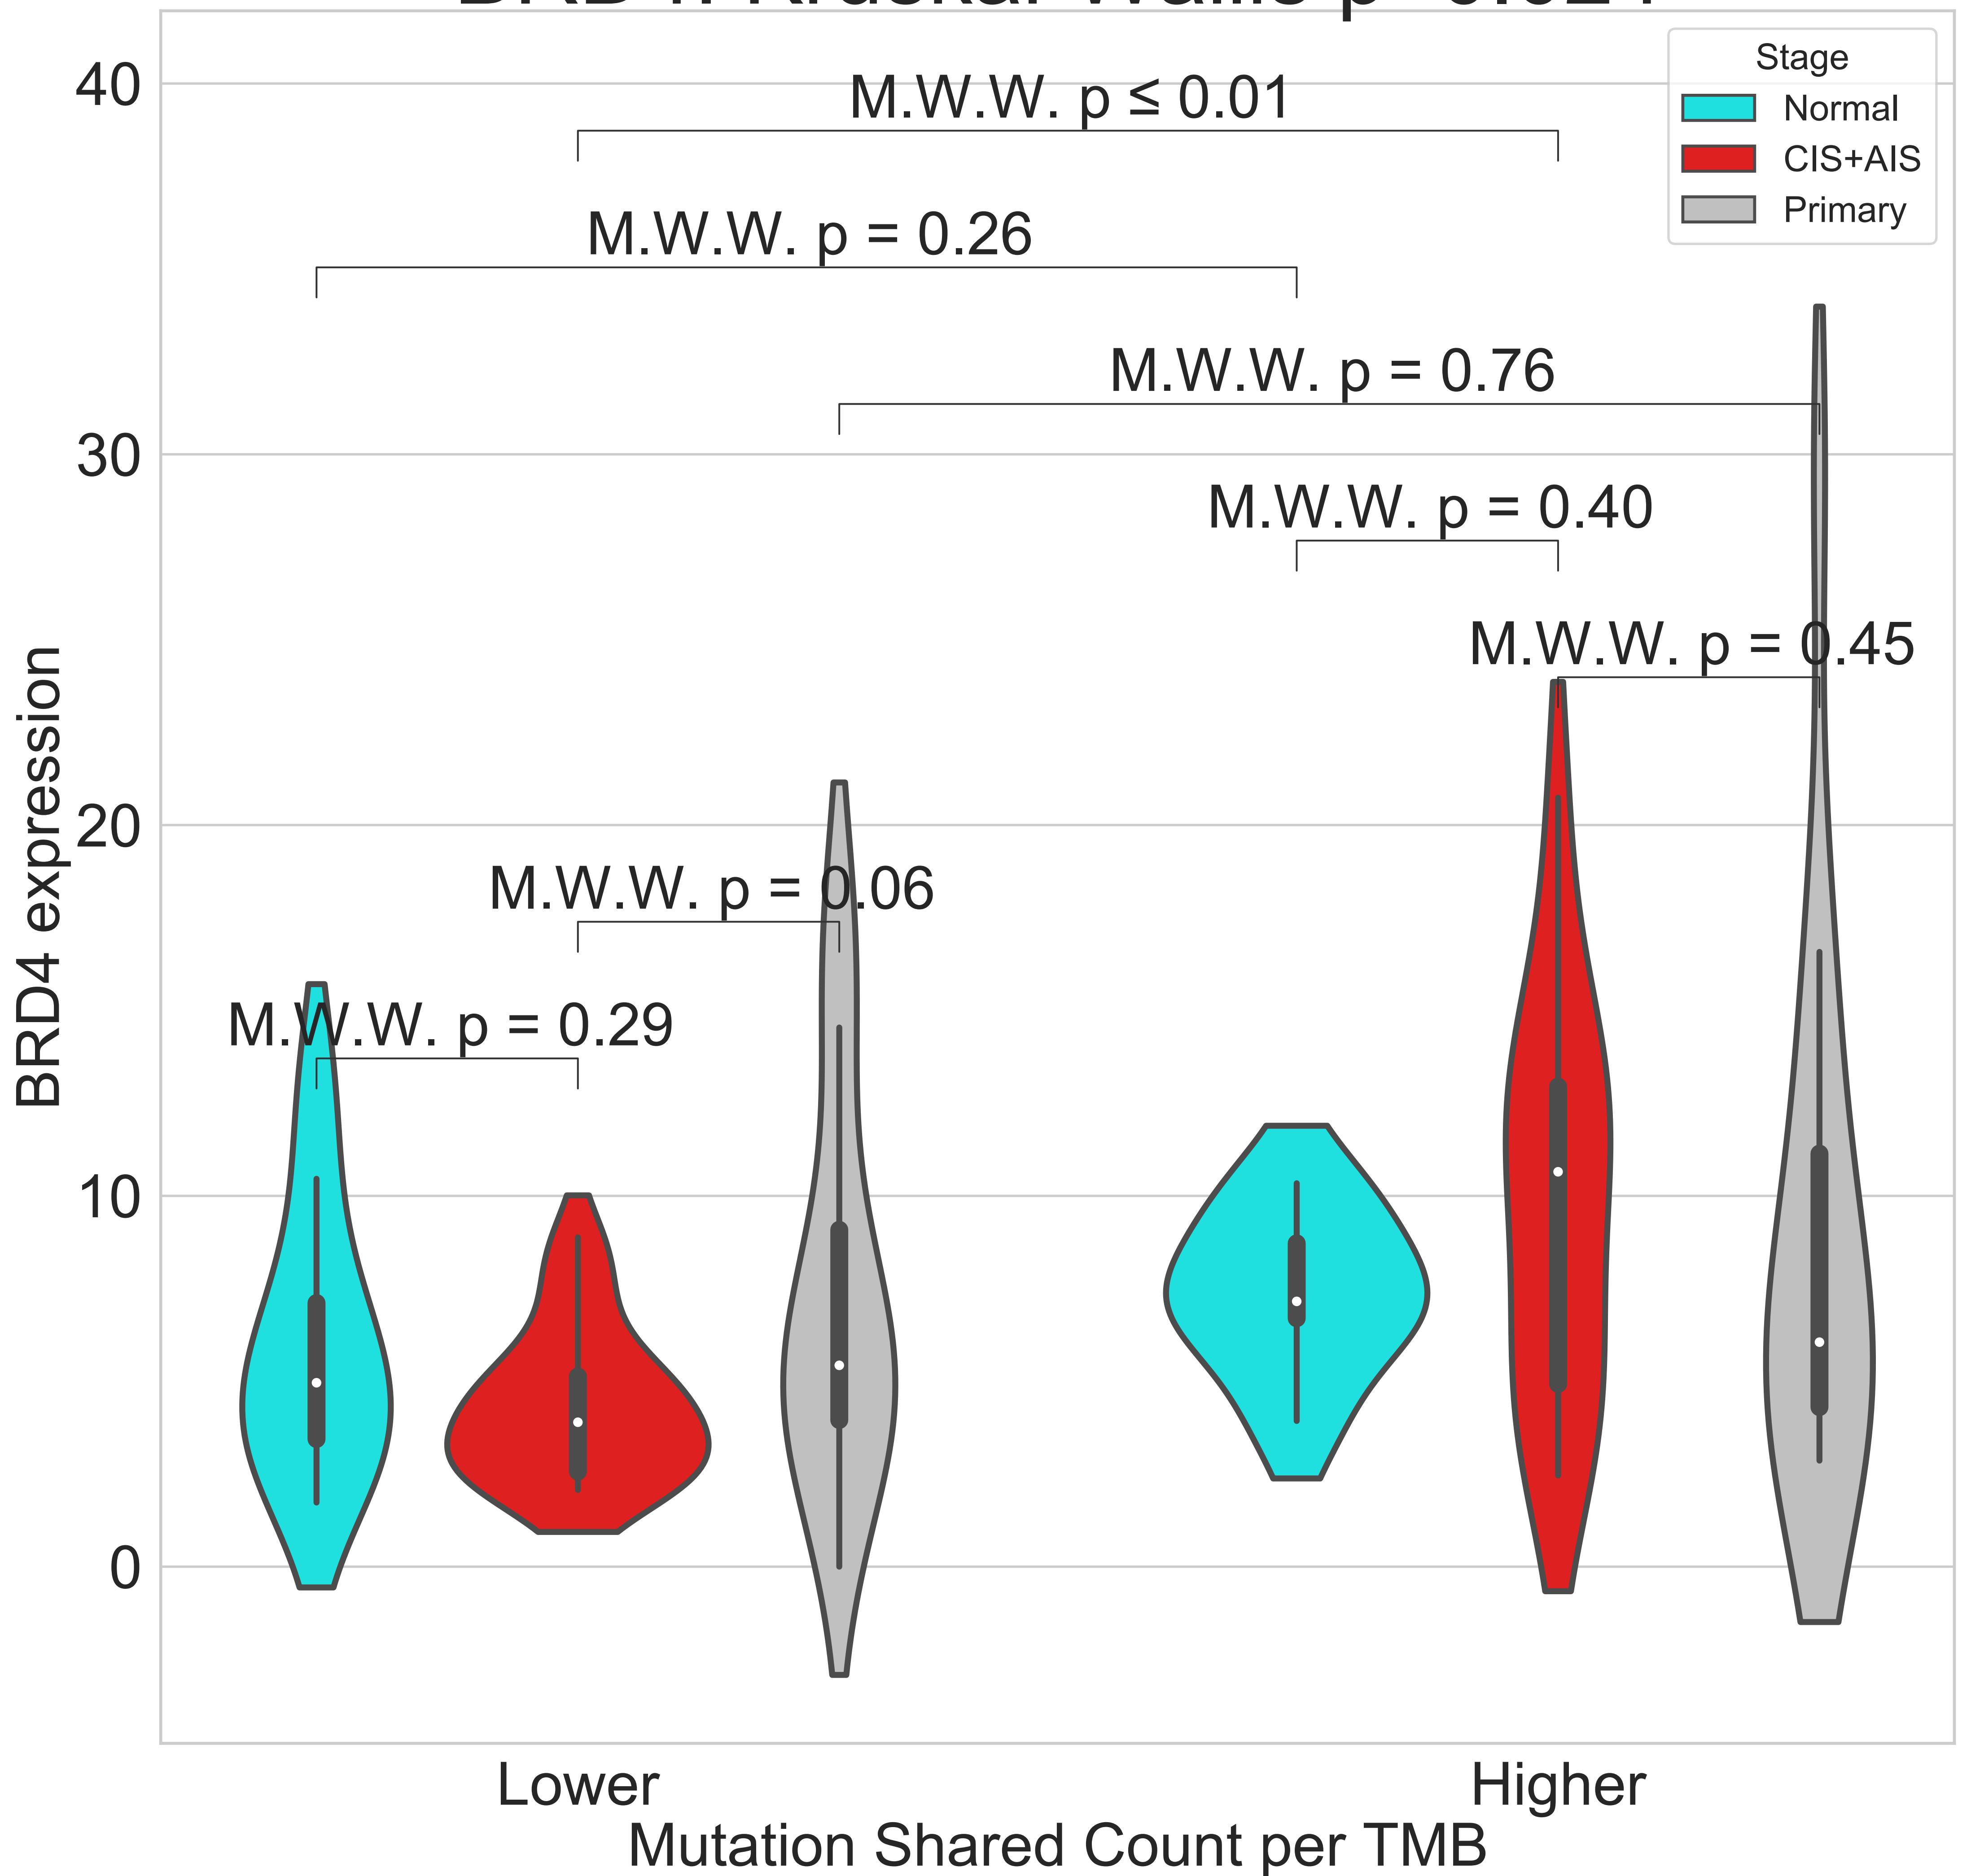 40
M.W.W. p ≤ 0.01
Stage
Normal
CIS+AIS
Primary
M.W.W. p = 0.26
M.W.W. p = 0.76
30
M.W.W. p = 0.40
M.W.W. p = 0.45
BRD4 expression
20
M.W.W. p = 0.06
M.W.W. p = 0.29
10
0
Lower
Higher
Mutation Shared Count per TMB